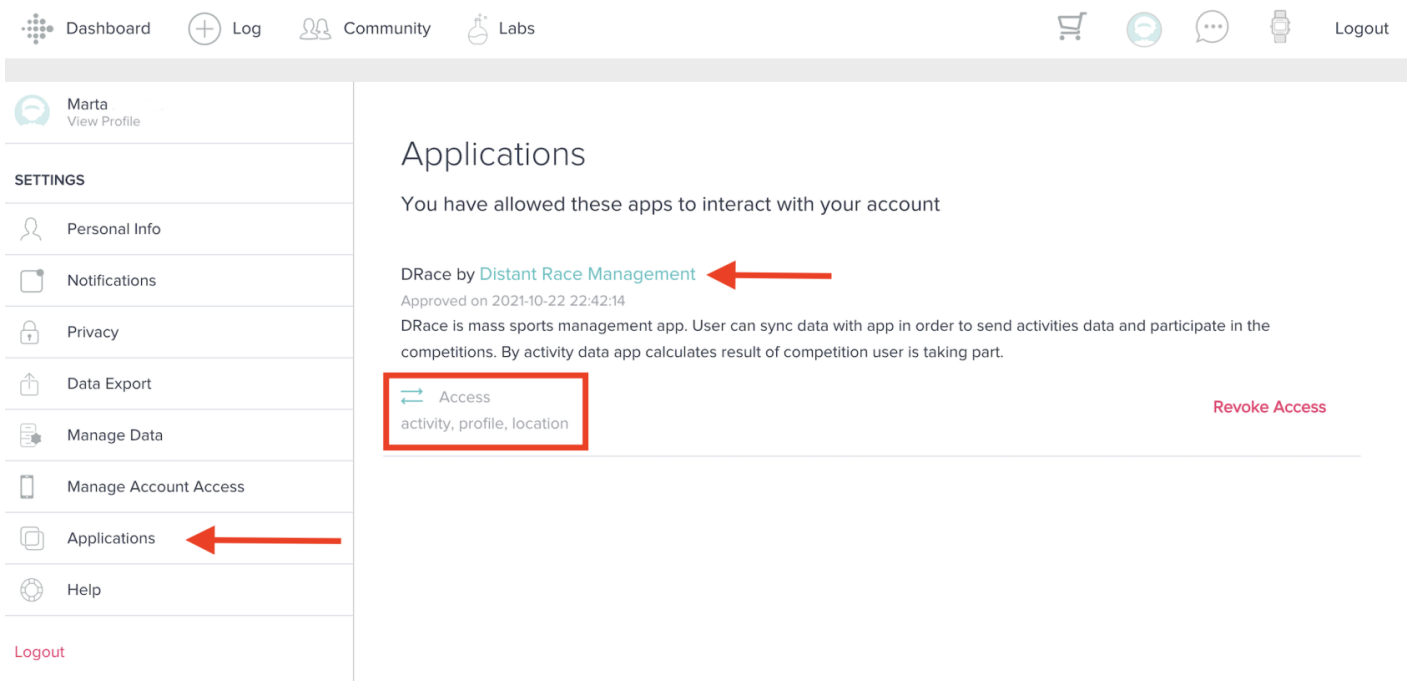 Dashboard Log Community Labs Logout
Marta
View Profile
SETTINGS
Personal Info
Notifications
Privacy
Data Export
Manage Data
Manage Account Access
Applications
Help
Logout
Applications
You have allowed these apps to interact with your account
DRace by Distant Race Management
Approved on 2021-10-22 22:42:14
DRace is mass sports management app. User can sync data with app in order to send activities data and participate in the
competitions. By activity data app calculates result of competition user is taking part.
Access
activity, profile, location
Revoke Access